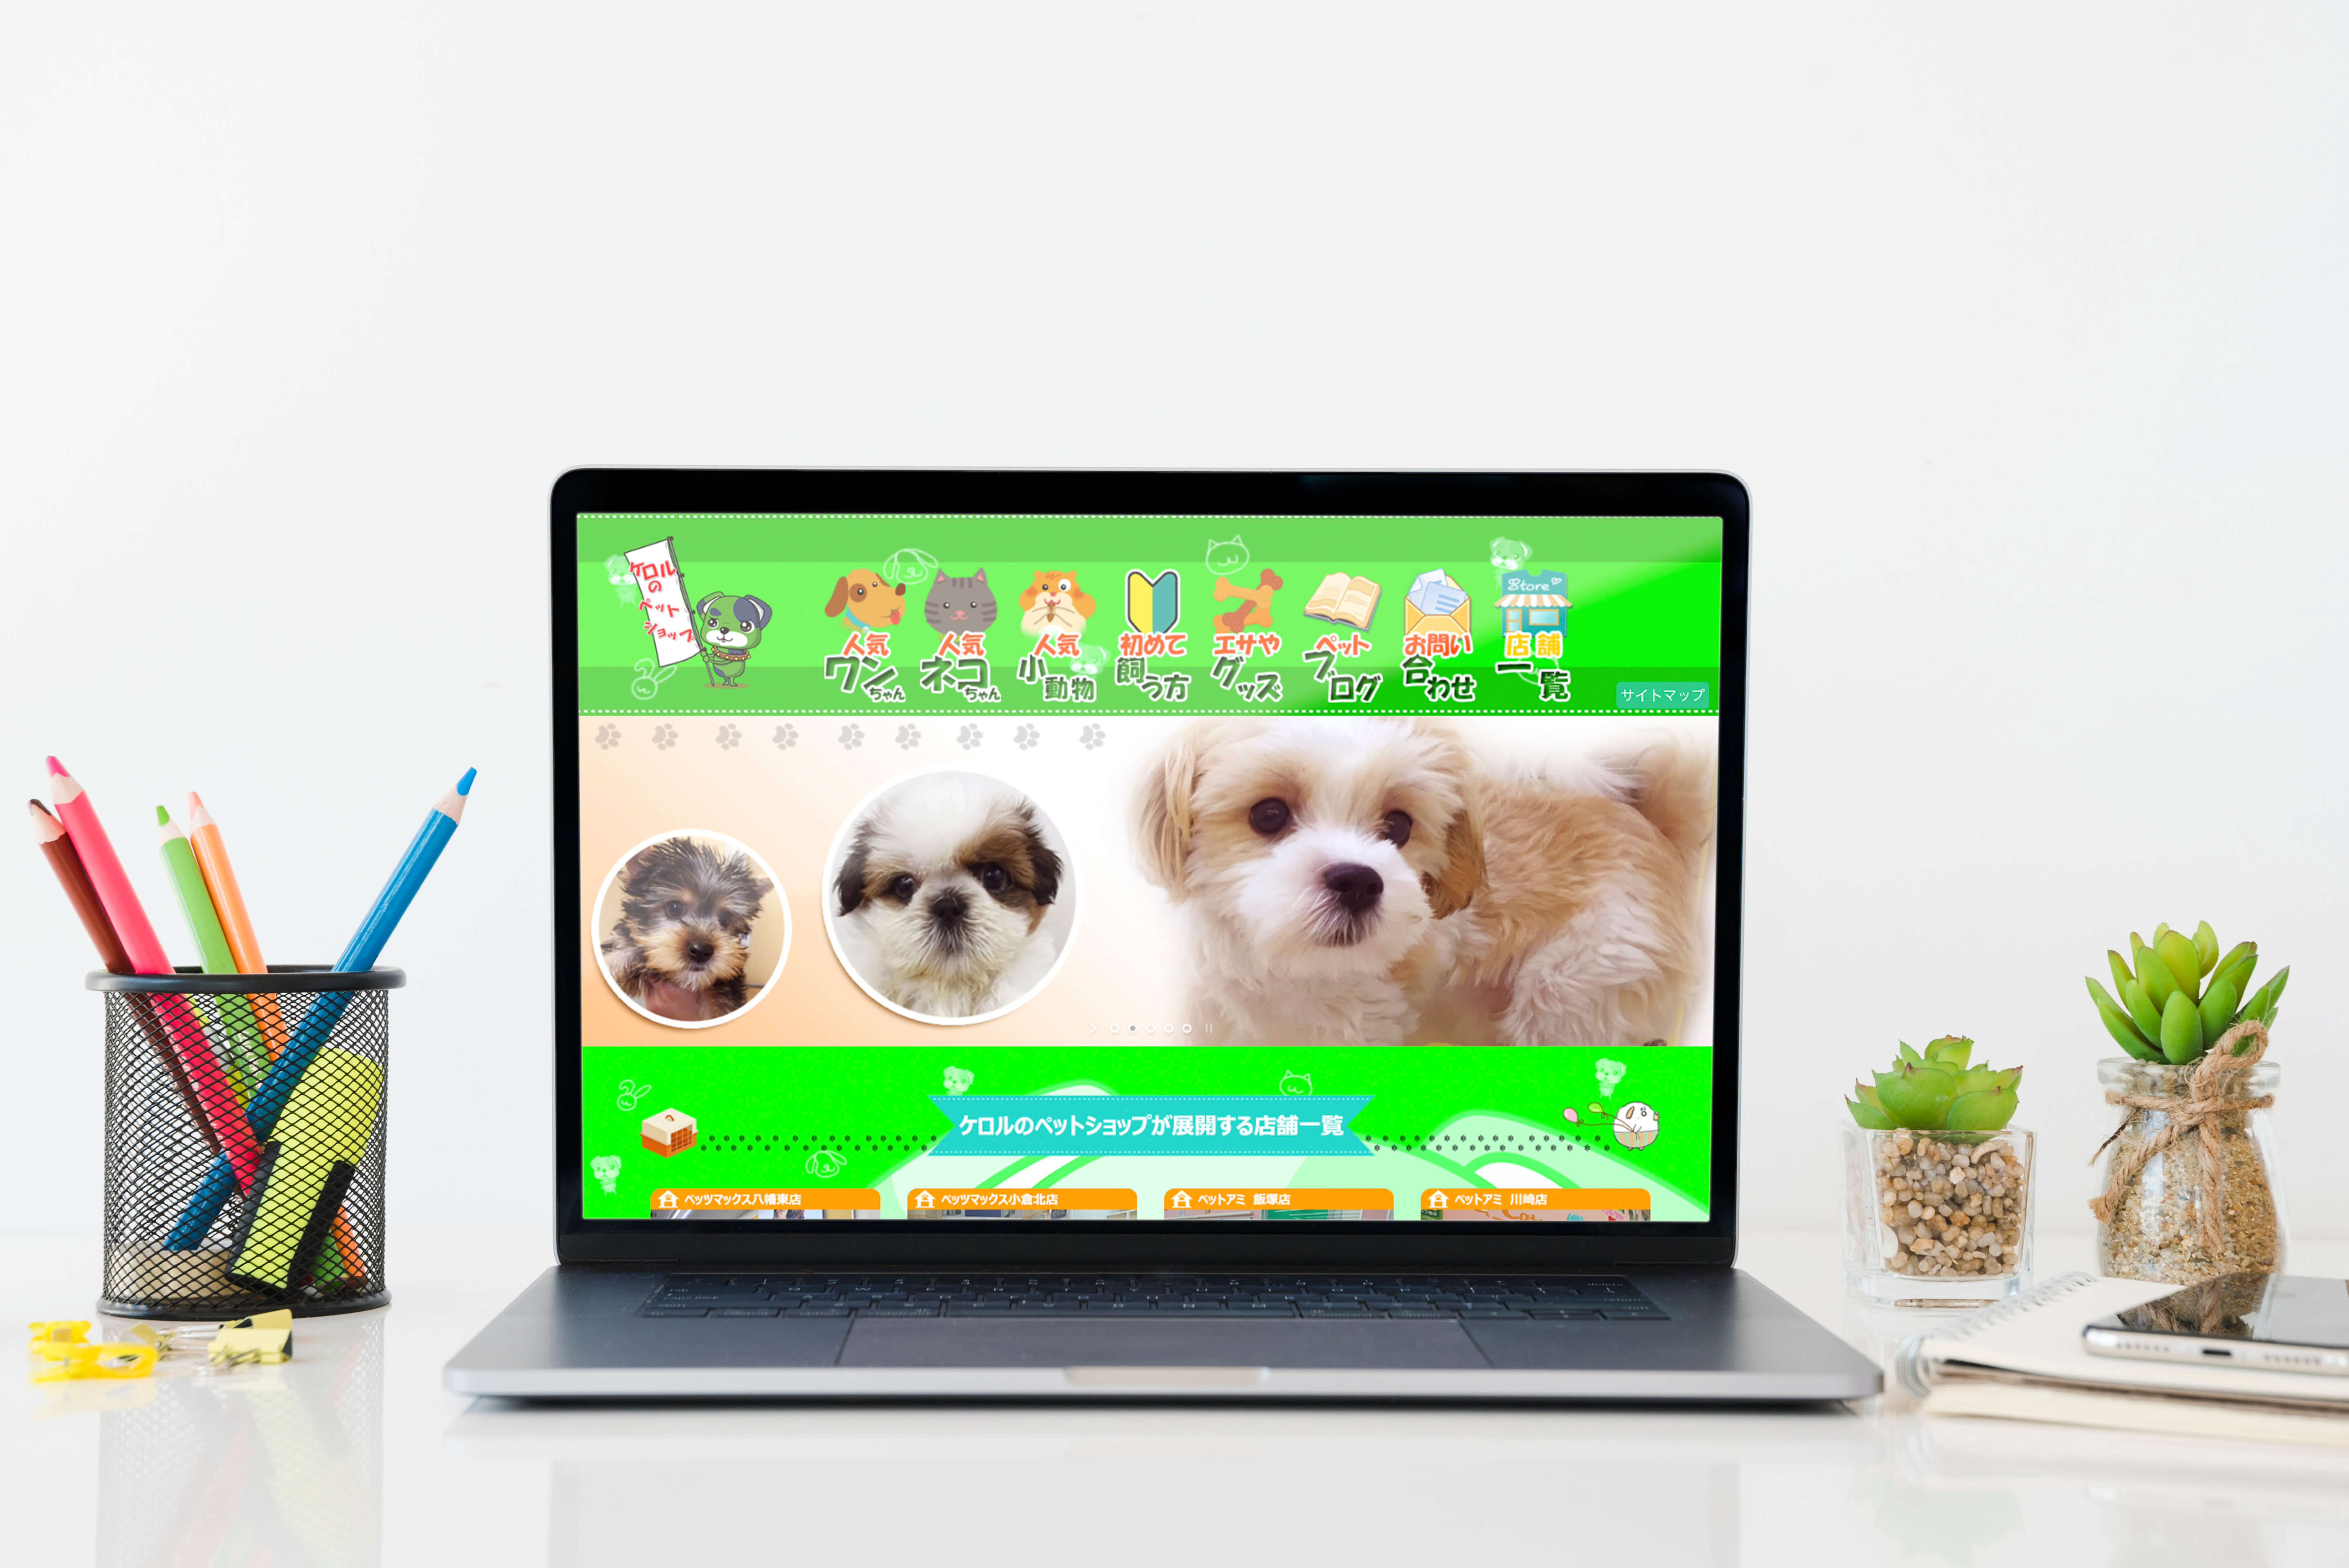 ケロル
の
ペット
ショップ
人気
ワンちゃん
人気
ネコちゃん
人気
小動物
初めて
飼う方
エサや
グッズ
ペット
ブログ
お問い
合わせ
Store
店舗
一覧
サイトマップ
ケロルのペットショップが展開する店舗一覧
ペッツマックス八幡東店
ペッツマックス小倉北店
ペットアミ 飯塚店
ペットアミ 川崎店